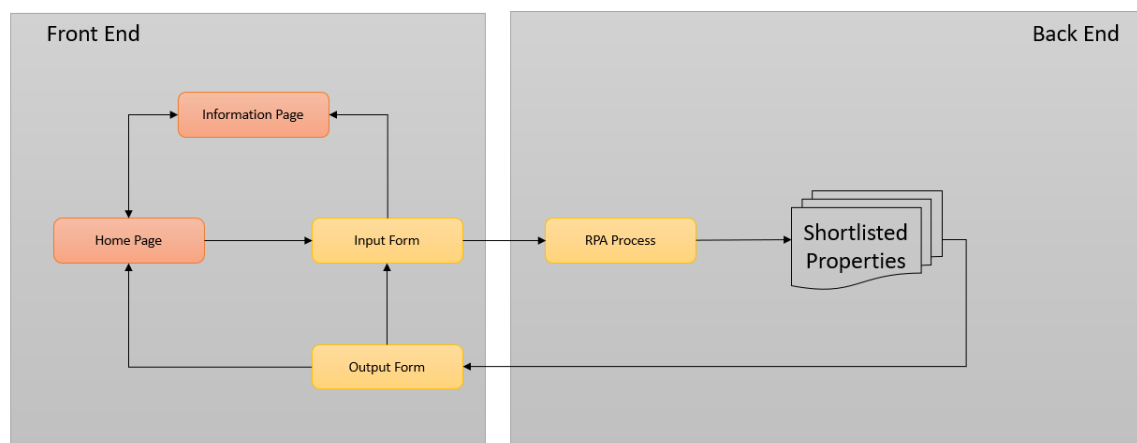 Front End
Back End
Information Page
Home Page
Input Form
RPA Process
Shortlisted
Properties
Output Form